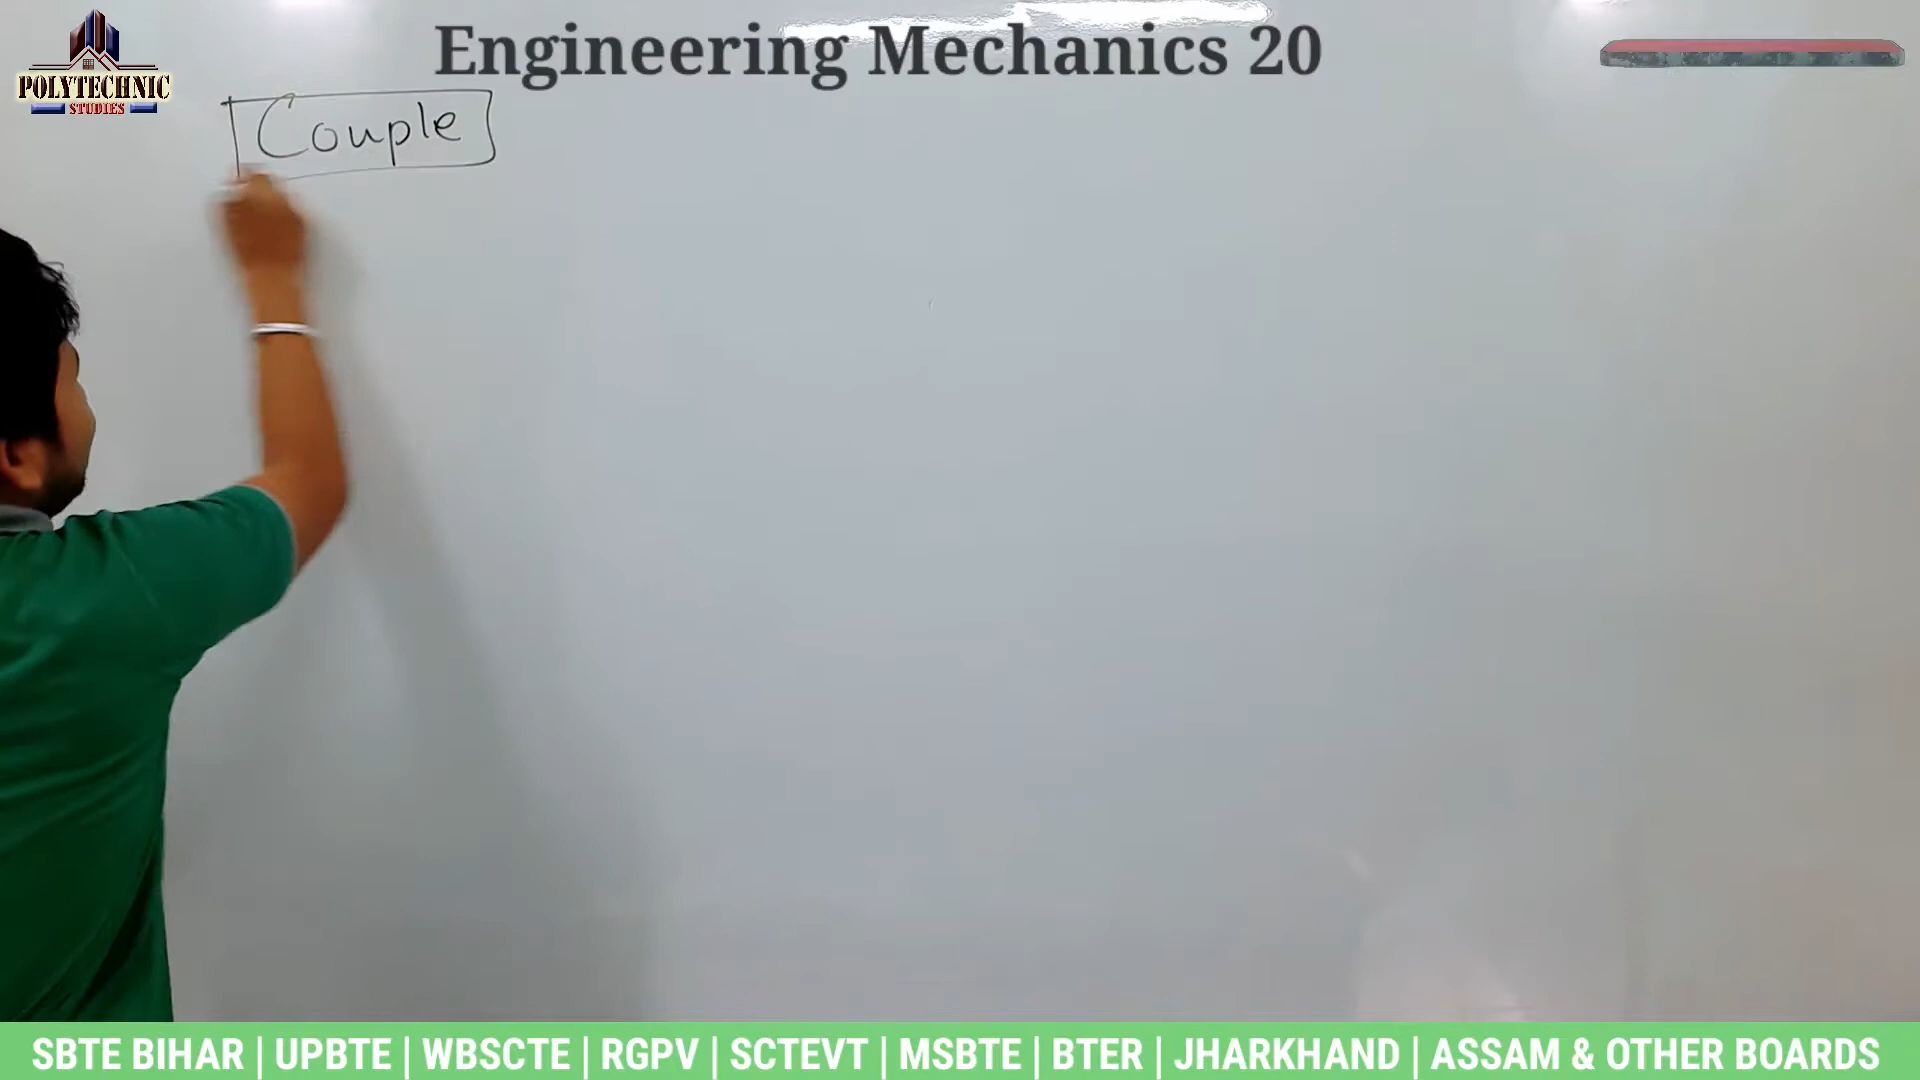 Engineering Mechanics 20
POLYTECHNIC
STUDIES
Couple
SBTE BIHAR | UPBTE | WBSCTE | RGPV | SCTEVT | MSBTE | BTER | JHARKHAND | ASSAM & OTHER BOARDS